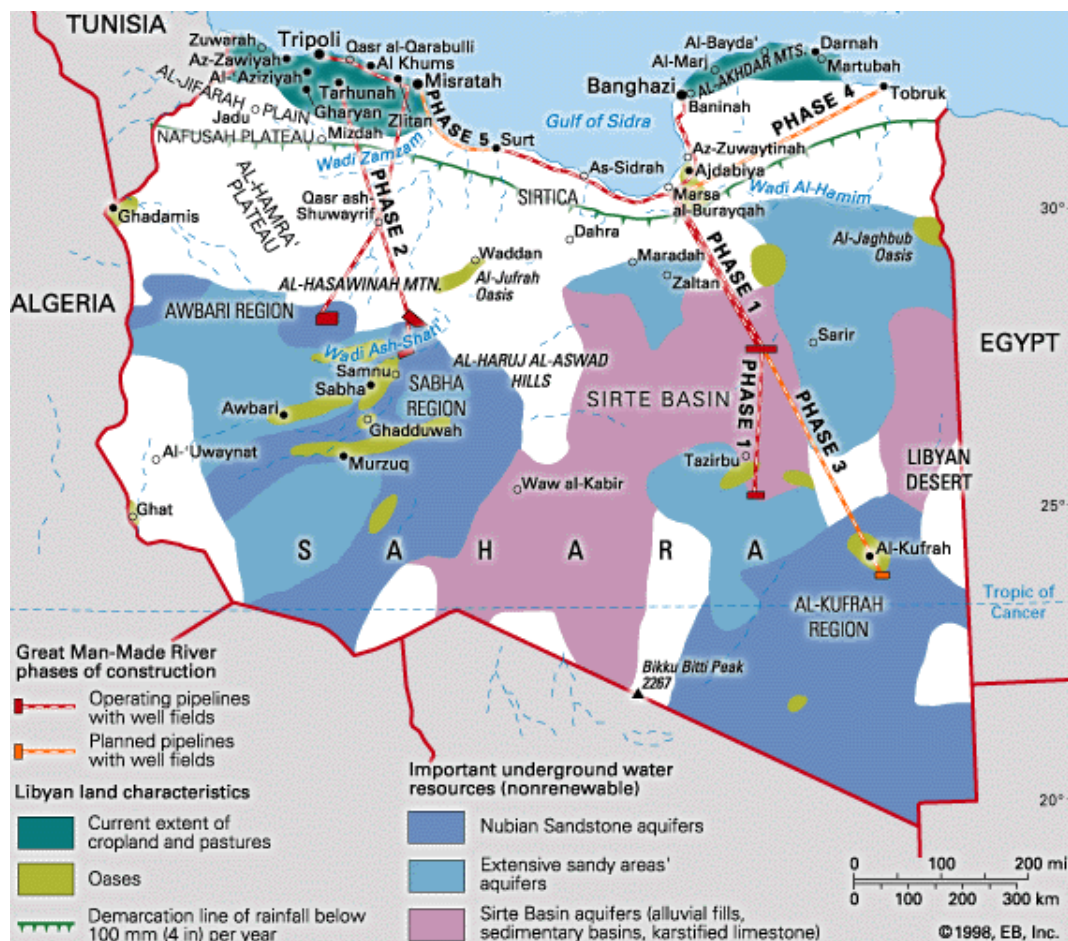 TUNISIA
Zuwarah
Tripoli
Qasr al-Qarabulli
Az-Zawiyah
Al Khums
Al-'Aziziyah
Misratah
Tarhunah
AL-JIFARAH PLAIN
Gharyan
Zlitan
Jadu
Mizdah
NAFUSAH PLATEAU
PHASE 5
Surt
Wadi Zamzam
Gulf of Sidra
Al-Bayda'
Darnah
Al-Marj
Martubah
AL-AKHDAR MTS.
Banghazi
Baninah
PHASE 4
Tobruk
Az-Zuwaytinah
As-Sidrah
Ajdabiya
Marsa
al-Burayqah
Wadi Al-Hamim
SIRTICA
AL-HAMRA'
PLATEAU
Qasr ash-
Shuwayrif
PHASE 2
Ghadamis
30°
Dahra
Waddan
Al-Jufrah
Oasis
Maradah
Zaltan
PHASE 1
Al-Jaghbub
Oasis
AL-HASAWINAH MTN.
ALGERIA
AWBARI REGION
EGYPT
Sarir
Wadi Ash-Shati'
Samnu
Sabha
SABHA
REGION
AL-HARUJ AL-ASWAD
HILLS
SIRTE BASIN
PHASE 1
PHASE 3
Awbari
Ghadduwah
Al-'Uwaynat
Murzuq
Tazirbu
LIBYAN
DESERT
Waw al-Kabir
Ghat
25°
S A H A R A
Al-Kufrah
AL-KUFRAH
REGION
Tropic of
Cancer
Bikku Bitti Peak
2267
20°
Great Man-Made River
phases of construction
Operating pipelines
with well fields
Planned pipelines
with well fields
Libyan land characteristics
Current extent of
cropland and pastures
Oases
Demarcation line of rainfall below
100 mm (4 in) per year
Important underground water
resources (nonrenewable)
Nubian Sandstone aquifers
Extensive sandy areas'
aquifers
Sirte Basin aquifers (alluvial fills,
sedimentary basins, karstified limestone)
0 100 200 mi
0 100 200 300 km
©1998, EB, Inc.